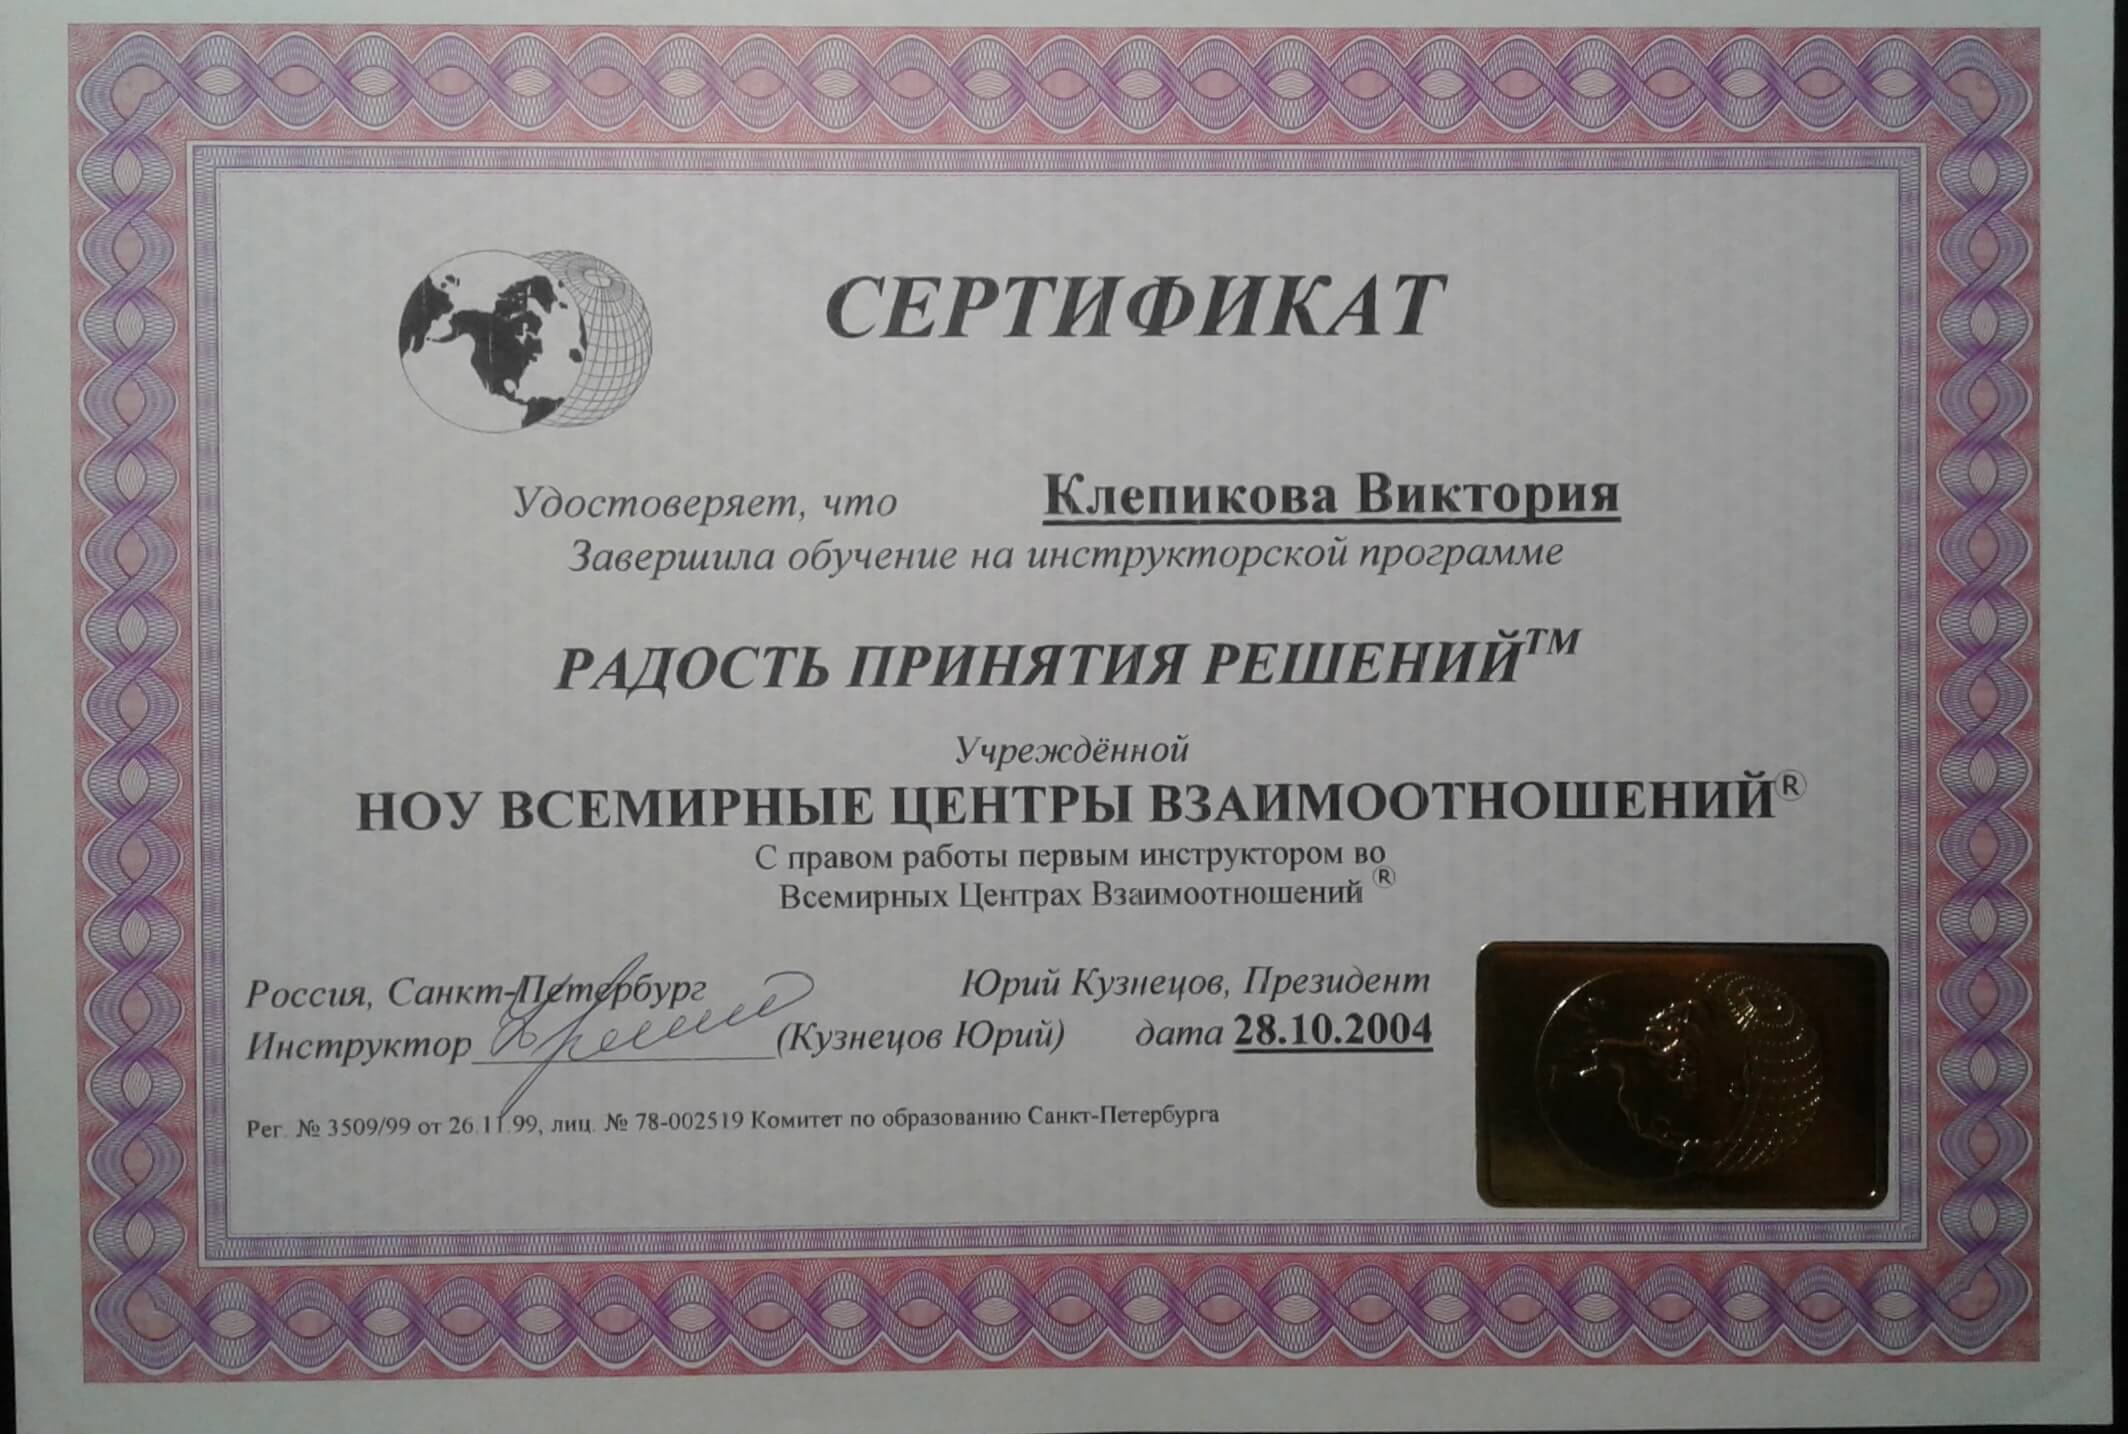 СЕРТИФИКАТ
Удостоверяет, что Клепикова Виктория
Завершила обучение на инструкторской программе
РАДОСТЬ ПРИНЯТИЯ РЕШЕНИЙ™
Учреждённой
НОУ ВСЕМИРНЫЕ ЦЕНТРЫ ВЗАИМООТНОШЕНИЙ®
С правом работы первым инструктором во
Всемирных Центрах Взаимоотношений ®
Россия, Санкт-Петербург Юрий Кузнецов, Президент
Инструктор (Кузнецов Юрий) дата 28.10.2004
Рег. № 3509/99 от 26.11.99, лиц. № 78-002519 Комитет по образованию Санкт-Петербурга